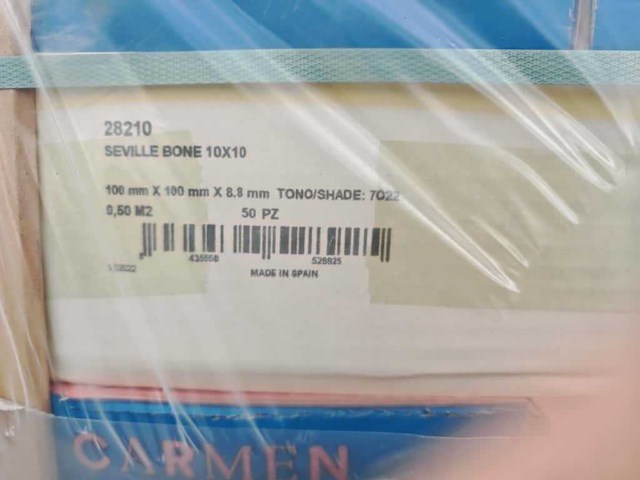 28210
SEVILLE BONE 10X10
100 mm X 100 mm X 8.8 mm TONO/SHADE: 7022
0,50 M2 50 PZ
528825
MADE IN SPAIN
CARMEN